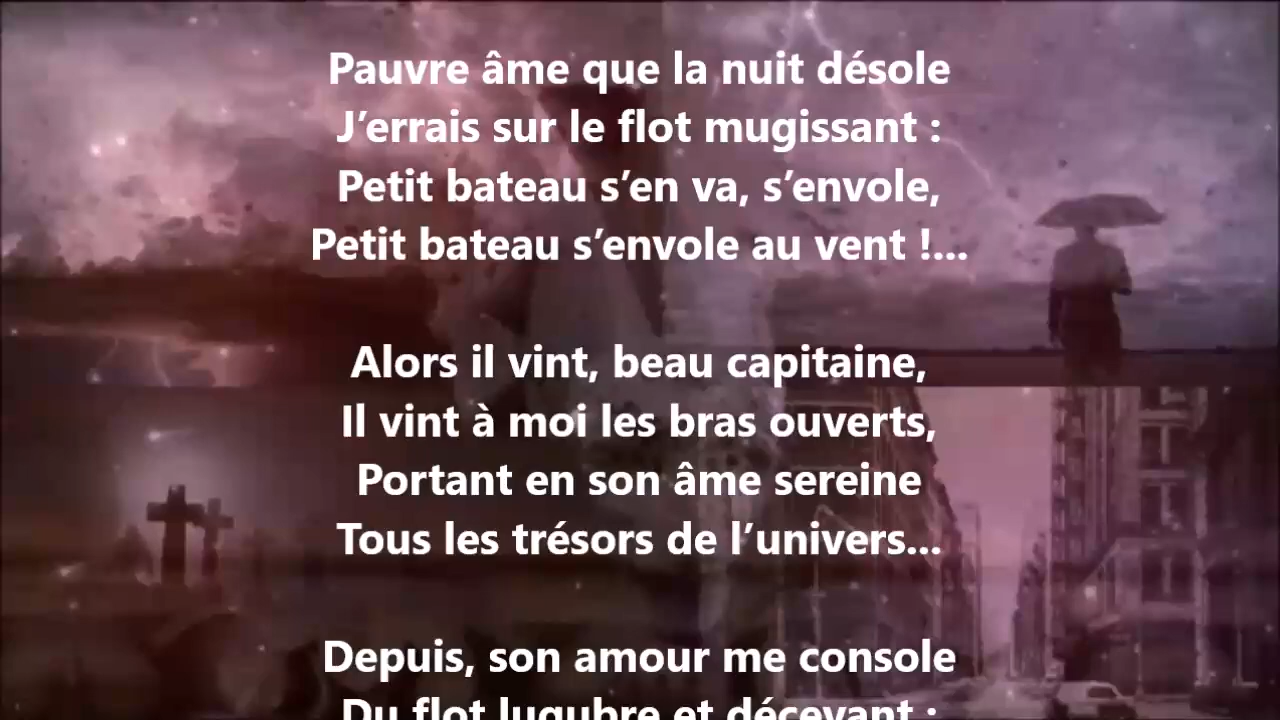 Pauvre âme que la nuit désole
J’errais sur le flot mugissant :
Petit bateau s’en va, s’envole,
Petit bateau s’envole au vent !...
Alors il vint, beau capitaine,
Il vint à moi les bras ouverts,
Portant en son âme sereine
Tous les trésors de l’univers...
Depuis, son amour me console
Du flot lugubre et décevant :